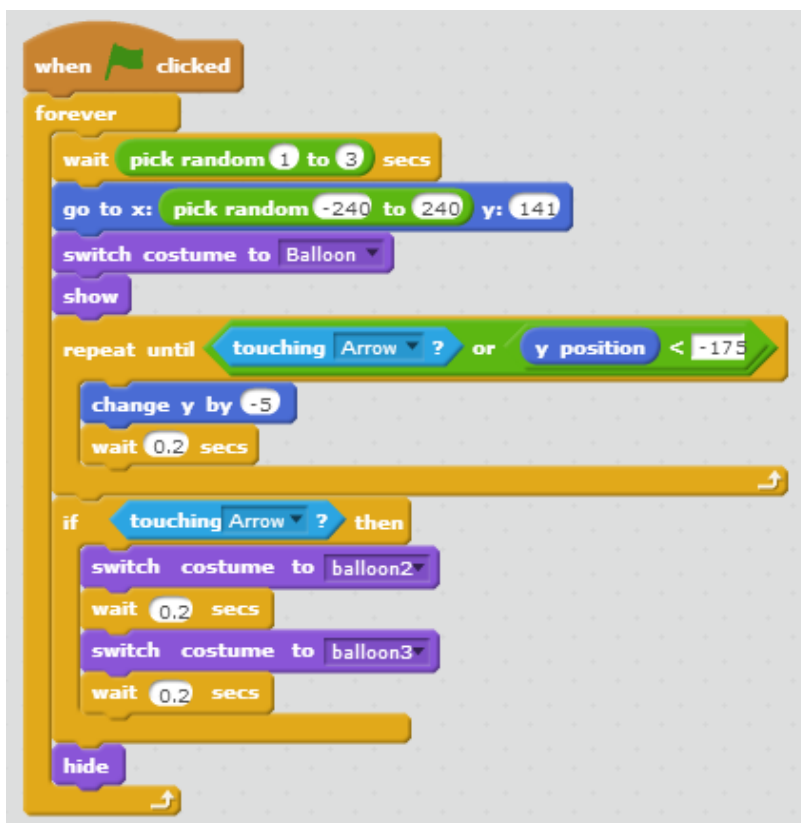 when clicked
forever
wait pick random 1 to 3 secs
go to x: pick random -240 to 240 y: 141
switch costume to Balloon
show
repeat until touching Arrow ? or y position < -175
change y by -5
wait 0.2 secs
if touching Arrow ? then
switch costume to balloon2
wait 0.2 secs
switch costume to balloon3
wait 0.2 secs
hide